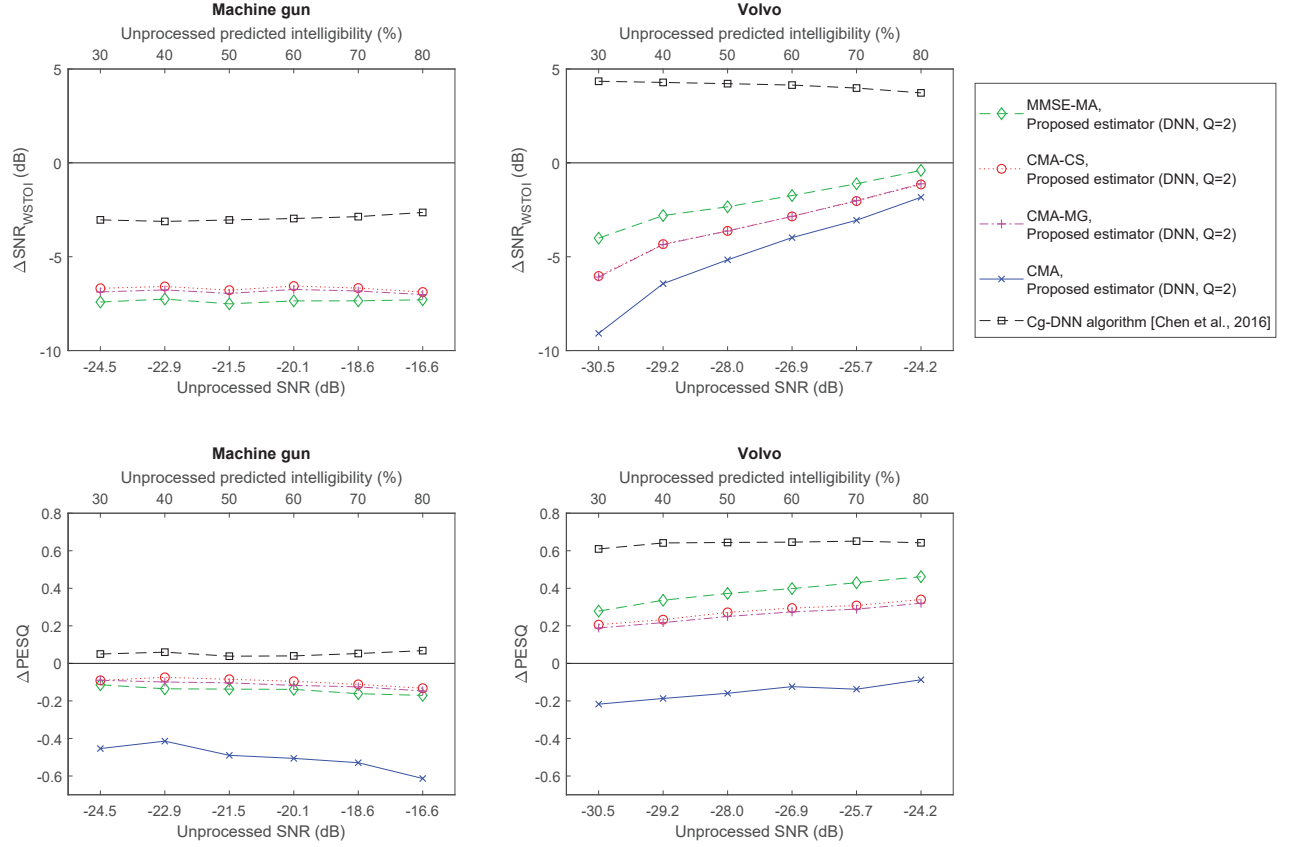 Machine gun
Unprocessed predicted intelligibility (%)
30 40 50 60 70 80
5
0
-5
-10
ΔSNR_WSTOI (dB)
-24.5 -22.9 -21.5 -20.1 -18.6 -16.6
Unprocessed SNR (dB)
Volvo
Unprocessed predicted intelligibility (%)
30 40 50 60 70 80
5
0
-5
-10
ΔSNR_WSTOI (dB)
-30.5 -29.2 -28.0 -26.9 -25.7 -24.2
Unprocessed SNR (dB)
MMSE-MA,
Proposed estimator (DNN, Q=2)
CMA-CS,
Proposed estimator (DNN, Q=2)
CMA-MG,
Proposed estimator (DNN, Q=2)
CMA,
Proposed estimator (DNN, Q=2)
Cg-DNN algorithm [Chen et al., 2016]
Machine gun
Unprocessed predicted intelligibility (%)
30 40 50 60 70 80
0.8
0.6
0.4
0.2
0
-0.2
-0.4
-0.6
ΔPESQ
-24.5 -22.9 -21.5 -20.1 -18.6 -16.6
Unprocessed SNR (dB)
Volvo
Unprocessed predicted intelligibility (%)
30 40 50 60 70 80
0.8
0.6
0.4
0.2
0
-0.2
-0.4
-0.6
ΔPESQ
-30.5 -29.2 -28.0 -26.9 -25.7 -24.2
Unprocessed SNR (dB)